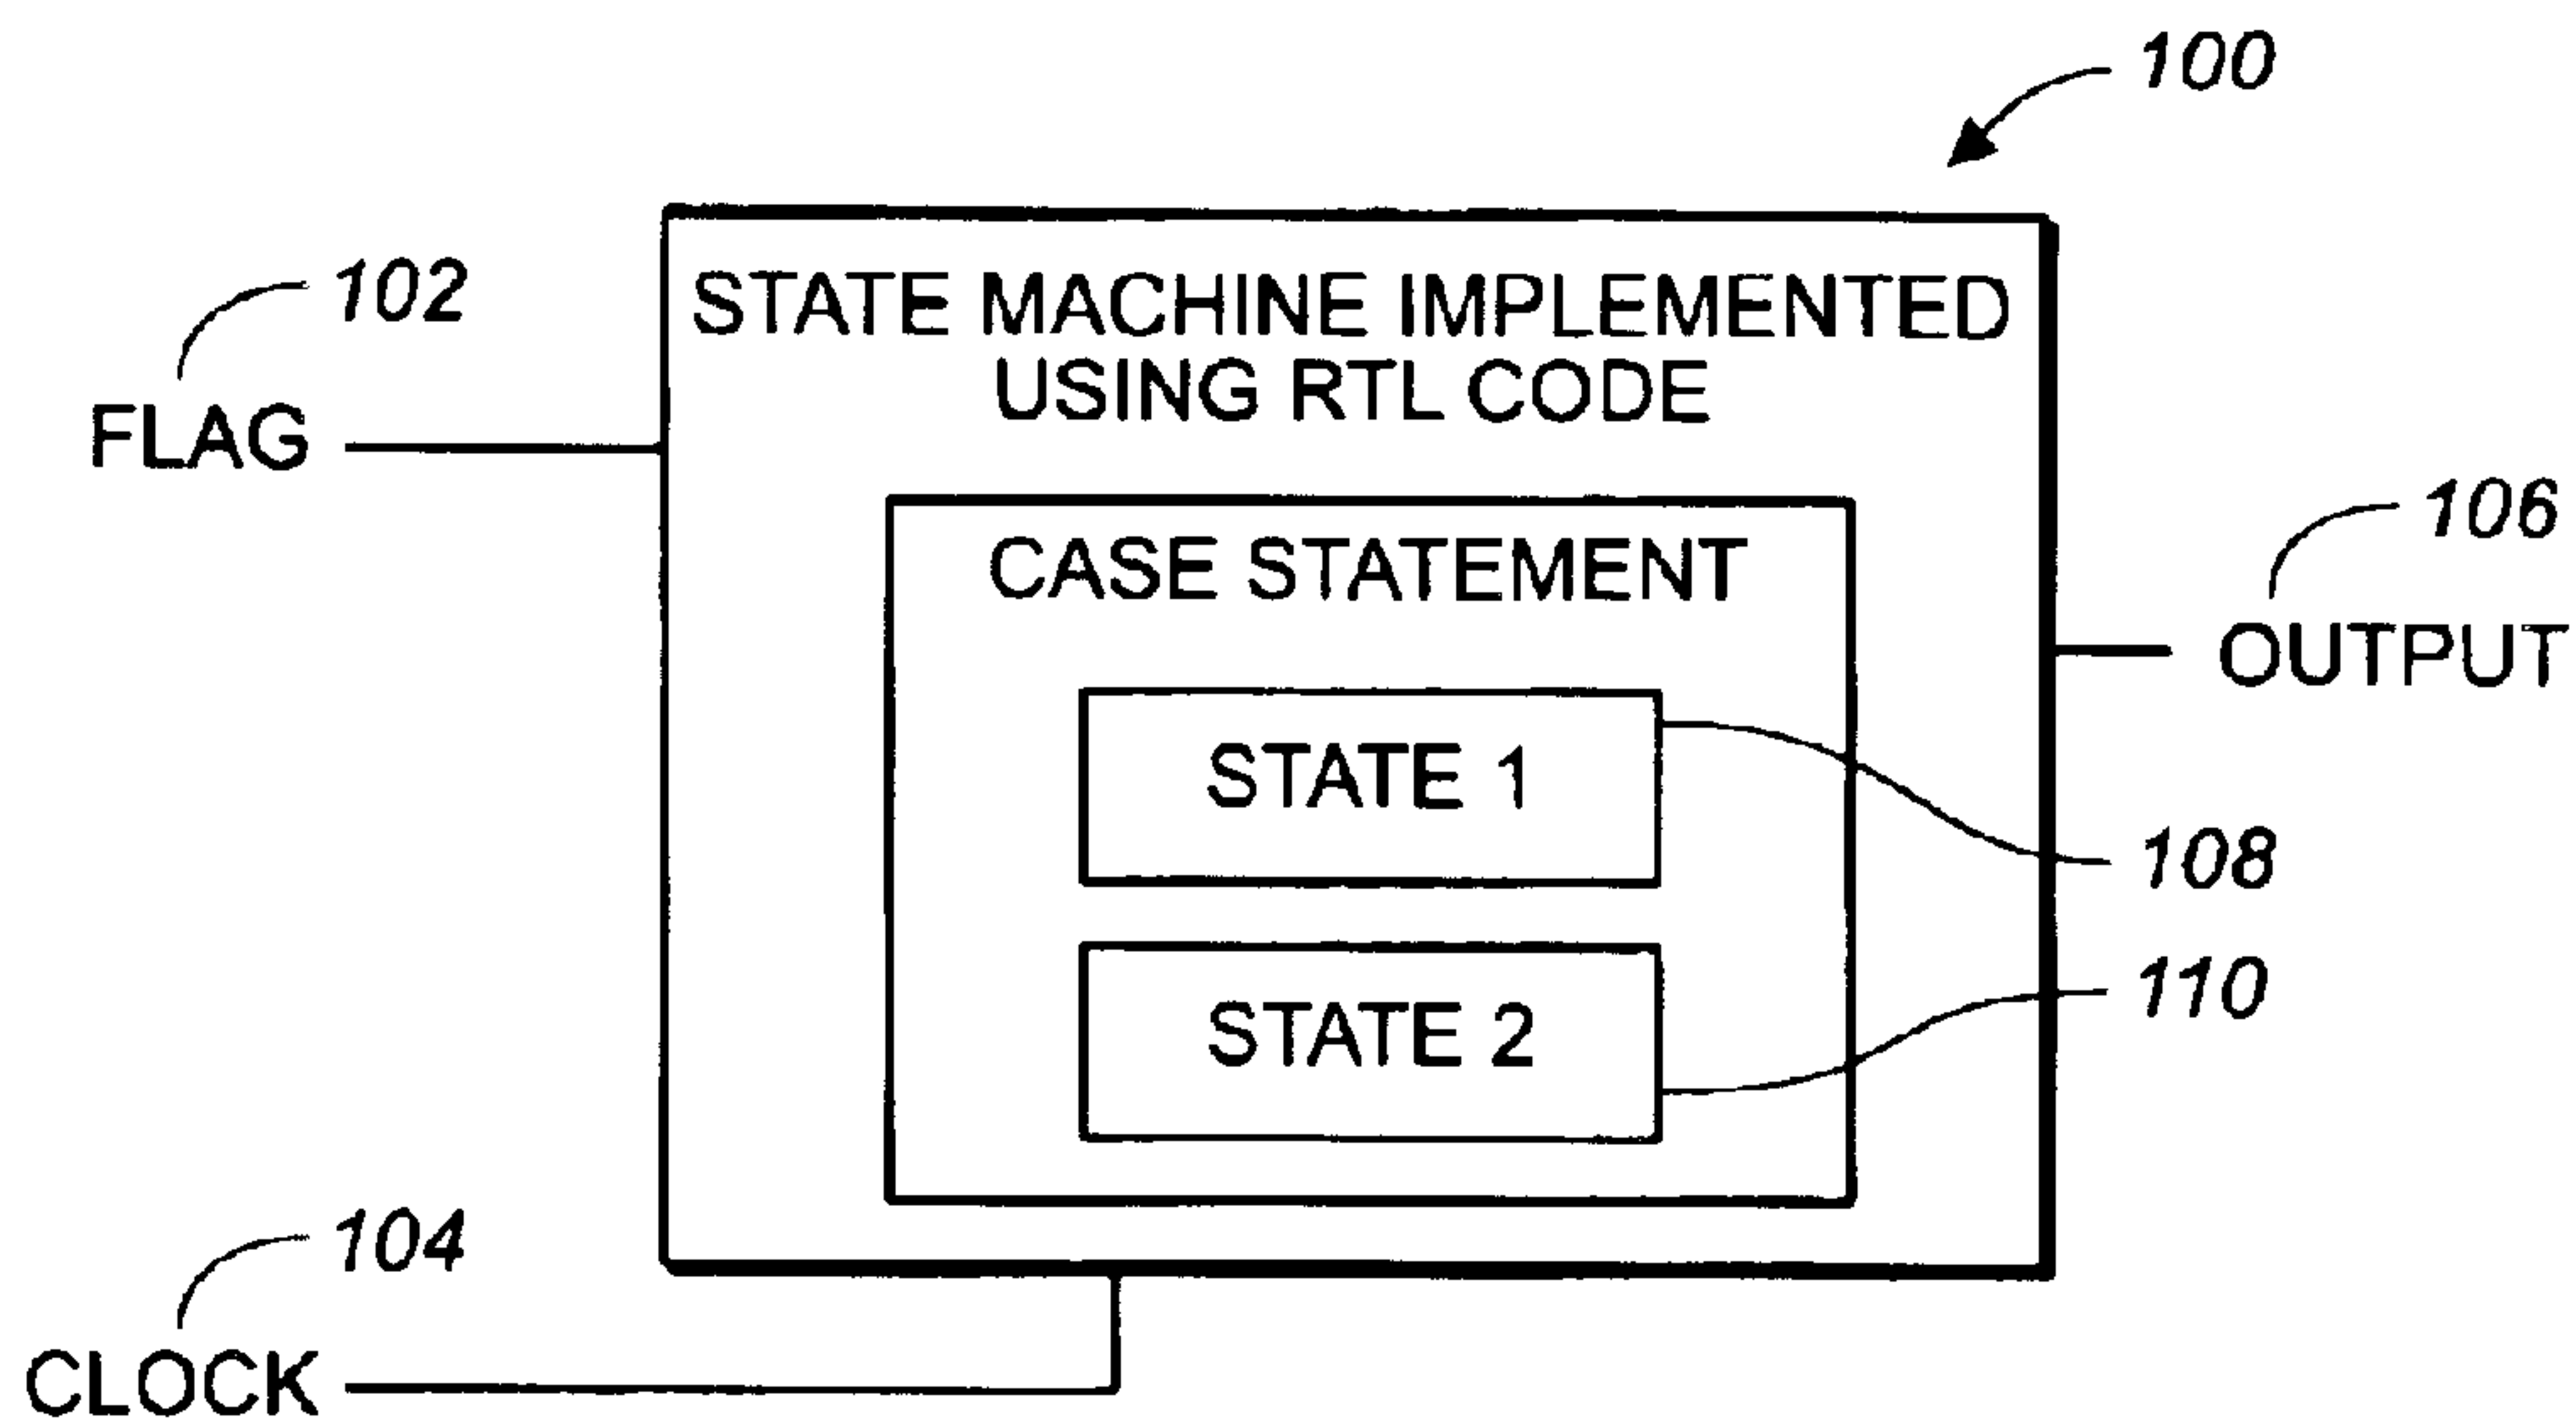 100
102
STATE MACHINE IMPLEMENTED
USING RTL CODE
FLAG
106
CASE STATEMENT
OUTPUT
STATE 1
108
110
STATE 2
104
CLOCK